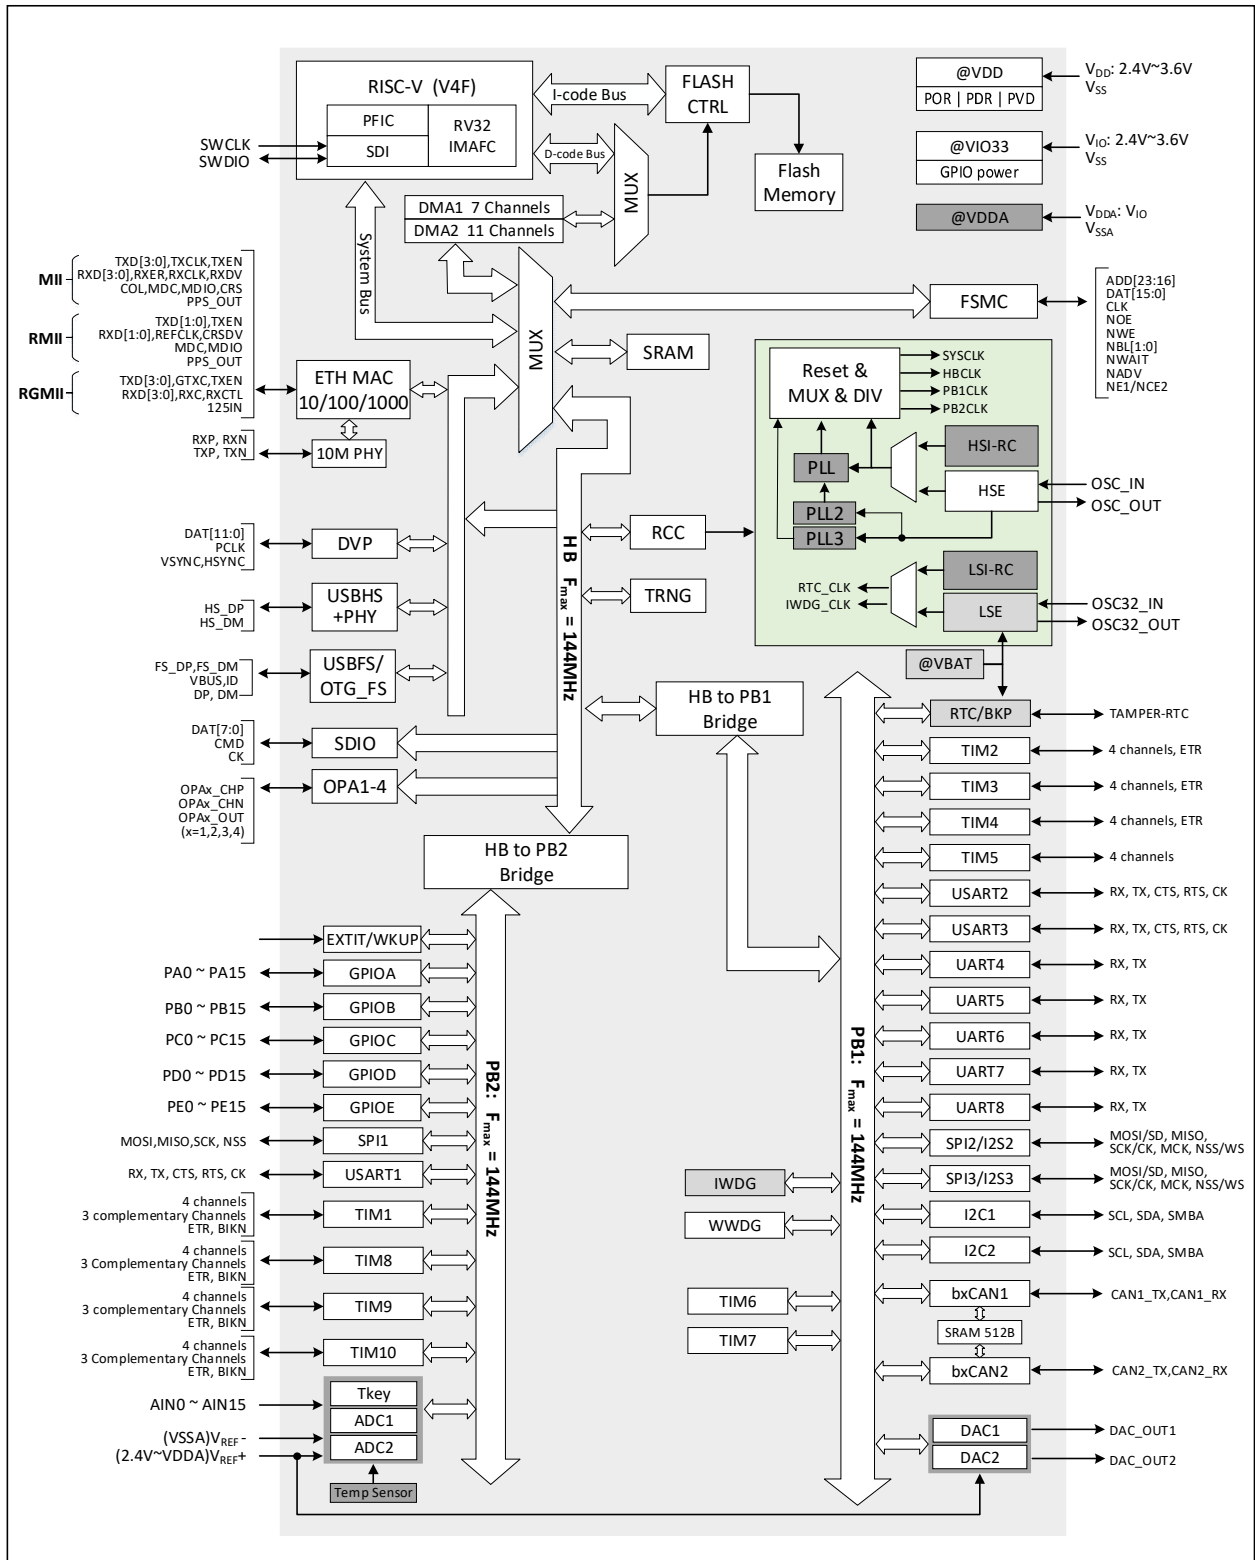 RISC-V (V4F)
PFIC
SDI
RV32
IMAFC
SWCLK
SWDIO
I-code Bus
D-code Bus
System Bus
FLASH
CTRL
Flash
Memory
MUX
DMA1 7 Channels
DMA2 11 Channels
MUX
@VDD
POR | PDR | PVD
VDD: 2.4V~3.6V
VSS
@VIO33
GPIO power
VIO: 2.4V~3.6V
VSS
@VDDA
VDDA: VIO
VSSA
FSMC
ADD[23:16]
DAT[15:0]
CLK
NOE
NWE
NBL[1:0]
NWAIT
NADV
NE1/NCE2
SRAM
MII
TXD[3:0],TXCLK,TXEN
RXD[3:0],RXER,RXCLK,RXDV
COL,MDC,MDIO,CRS
PPS_OUT
RMII
TXD[1:0],TXEN
RXD[1:0],REFCLK,CRSDV
MDC,MDIO
PPS_OUT
RGMII
TXD[3:0],GTXC,TXEN
RXD[3:0],RXC,RXCTL
125IN
ETH MAC
10/100/1000
RXP, RXN
TXP, TXN
10M PHY
Reset &
MUX & DIV
SYSCLK
HBCLK
PB1CLK
PB2CLK
PLL
PLL2
PLL3
HSI-RC
HSE
OSC_IN
OSC_OUT
RTC_CLK
IWDG_CLK
LSI-RC
LSE
OSC32_IN
OSC32_OUT
@VBAT
RCC
TRNG
HB Fmax = 144MHz
DAT[11:0]
PCLK
VSYNC,HSYNC
DVP
HS_DP
HS_DM
USBHS
+PHY
FS_DP,FS_DM
VBUS,ID
DP, DM
USBFS/
OTG_FS
DAT[7:0]
CMD
CK
SDIO
OPAx_CHP
OPAx_CHN
OPAx_OUT
(x=1,2,3,4)
OPA1-4
HB to PB1
Bridge
HB to PB2
Bridge
EXTIT/WKUP
PA0 ~ PA15
GPIOA
PB0 ~ PB15
GPIOB
PC0 ~ PC15
GPIOC
PD0 ~ PD15
GPIOD
PE0 ~ PE15
GPIOE
MOSI,MISO,SCK, NSS
SPI1
RX, TX, CTS, RTS, CK
USART1
4 channels
3 complementary Channels
ETR, BIKN
TIM1
4 channels
3 Complementary Channels
ETR, BIKN
TIM8
4 channels
3 complementary Channels
ETR, BIKN
TIM9
4 channels
3 Complementary Channels
ETR, BIKN
TIM10
AIN0 ~ AIN15
(VSSA)VREF-
(2.4V~VDDA)VREF+
Tkey
ADC1
ADC2
Temp Sensor
PB2: Fmax = 144MHz
IWDG
WWDG
TIM6
TIM7
PB1: Fmax = 144MHz
RTC/BKP
TAMPER-RTC
TIM2
4 channels, ETR
TIM3
4 channels, ETR
TIM4
4 channels, ETR
TIM5
4 channels
USART2
RX, TX, CTS, RTS, CK
USART3
RX, TX, CTS, RTS, CK
UART4
RX, TX
UART5
RX, TX
UART6
RX, TX
UART7
RX, TX
UART8
RX, TX
SPI2/I2S2
MOSI/SD, MISO,
SCK/CK, MCK, NSS/WS
SPI3/I2S3
MOSI/SD, MISO,
SCK/CK, MCK, NSS/WS
I2C1
SCL, SDA, SMBA
I2C2
SCL, SDA, SMBA
bxCAN1
CAN1_TX,CAN1_RX
SRAM 512B
bxCAN2
CAN2_TX,CAN2_RX
DAC1
DAC_OUT1
DAC2
DAC_OUT2